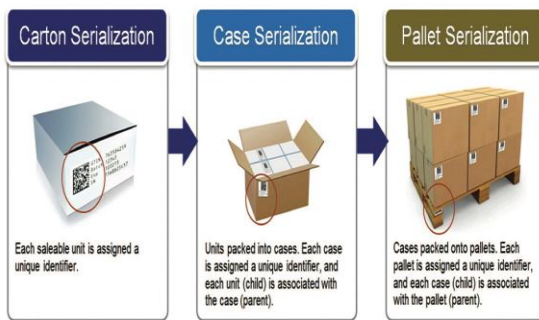 Carton Serialization
Each saleable unit is assigned a
unique identifier.
Case Serialization
Units packed into cases. Each case
is assigned a unique identifier, and
each unit (child) is associated with
the case (parent).
Pallet Serialization
Cases packed onto pallets. Each
pallet is assigned a unique identifier,
and each case (child) is associated
with the pallet (parent).